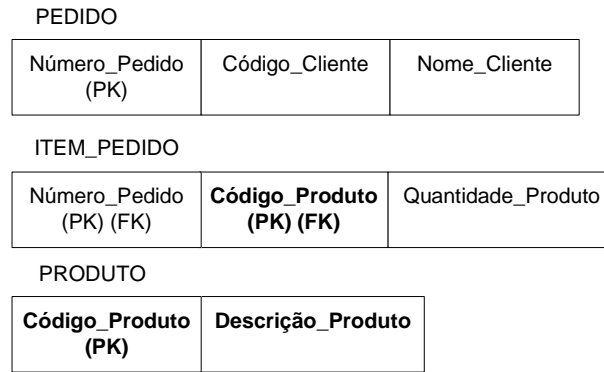 PEDIDO
Número_Pedido Código_Cliente Nome_Cliente
(PK)
ITEM_PEDIDO
Número_Pedido Código_Produto Quantidade_Produto
(PK) (FK) (PK) (FK)
PRODUTO
Código_Produto Descrição_Produto
(PK)